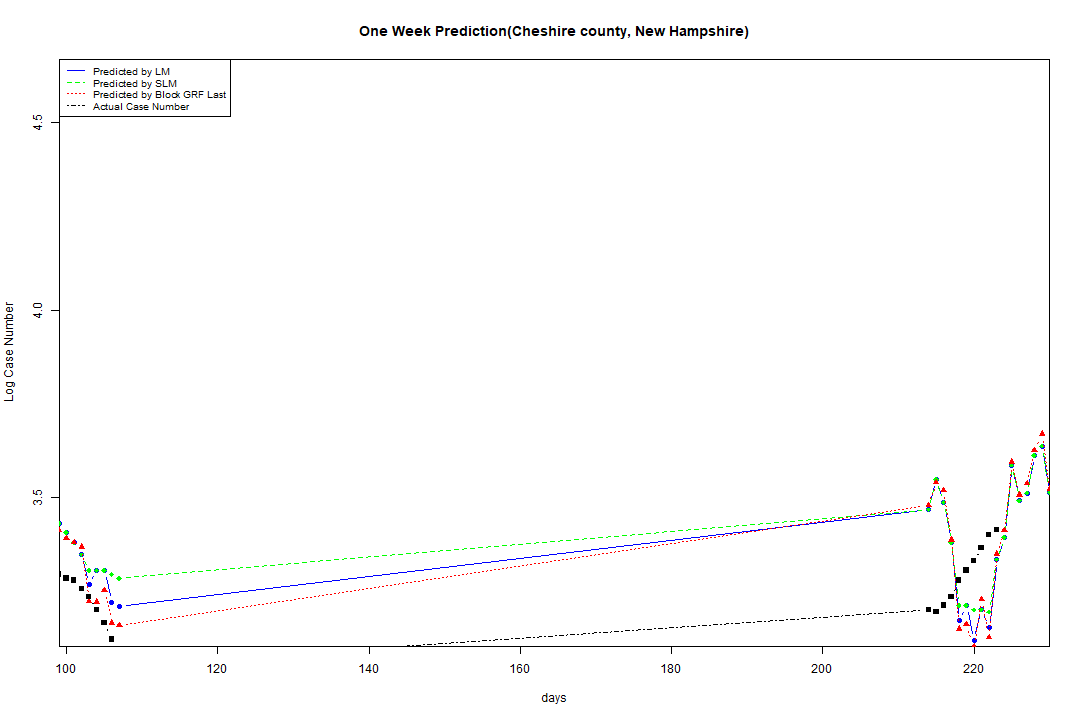 One Week Prediction(Cheshire county, New Hampshire)
Predicted by LM
Predicted by SLM
Predicted by Block GRF Last
Actual Case Number
Log Case Number
4.5
4.0
3.5
100 120 140 160 180 200 220
days